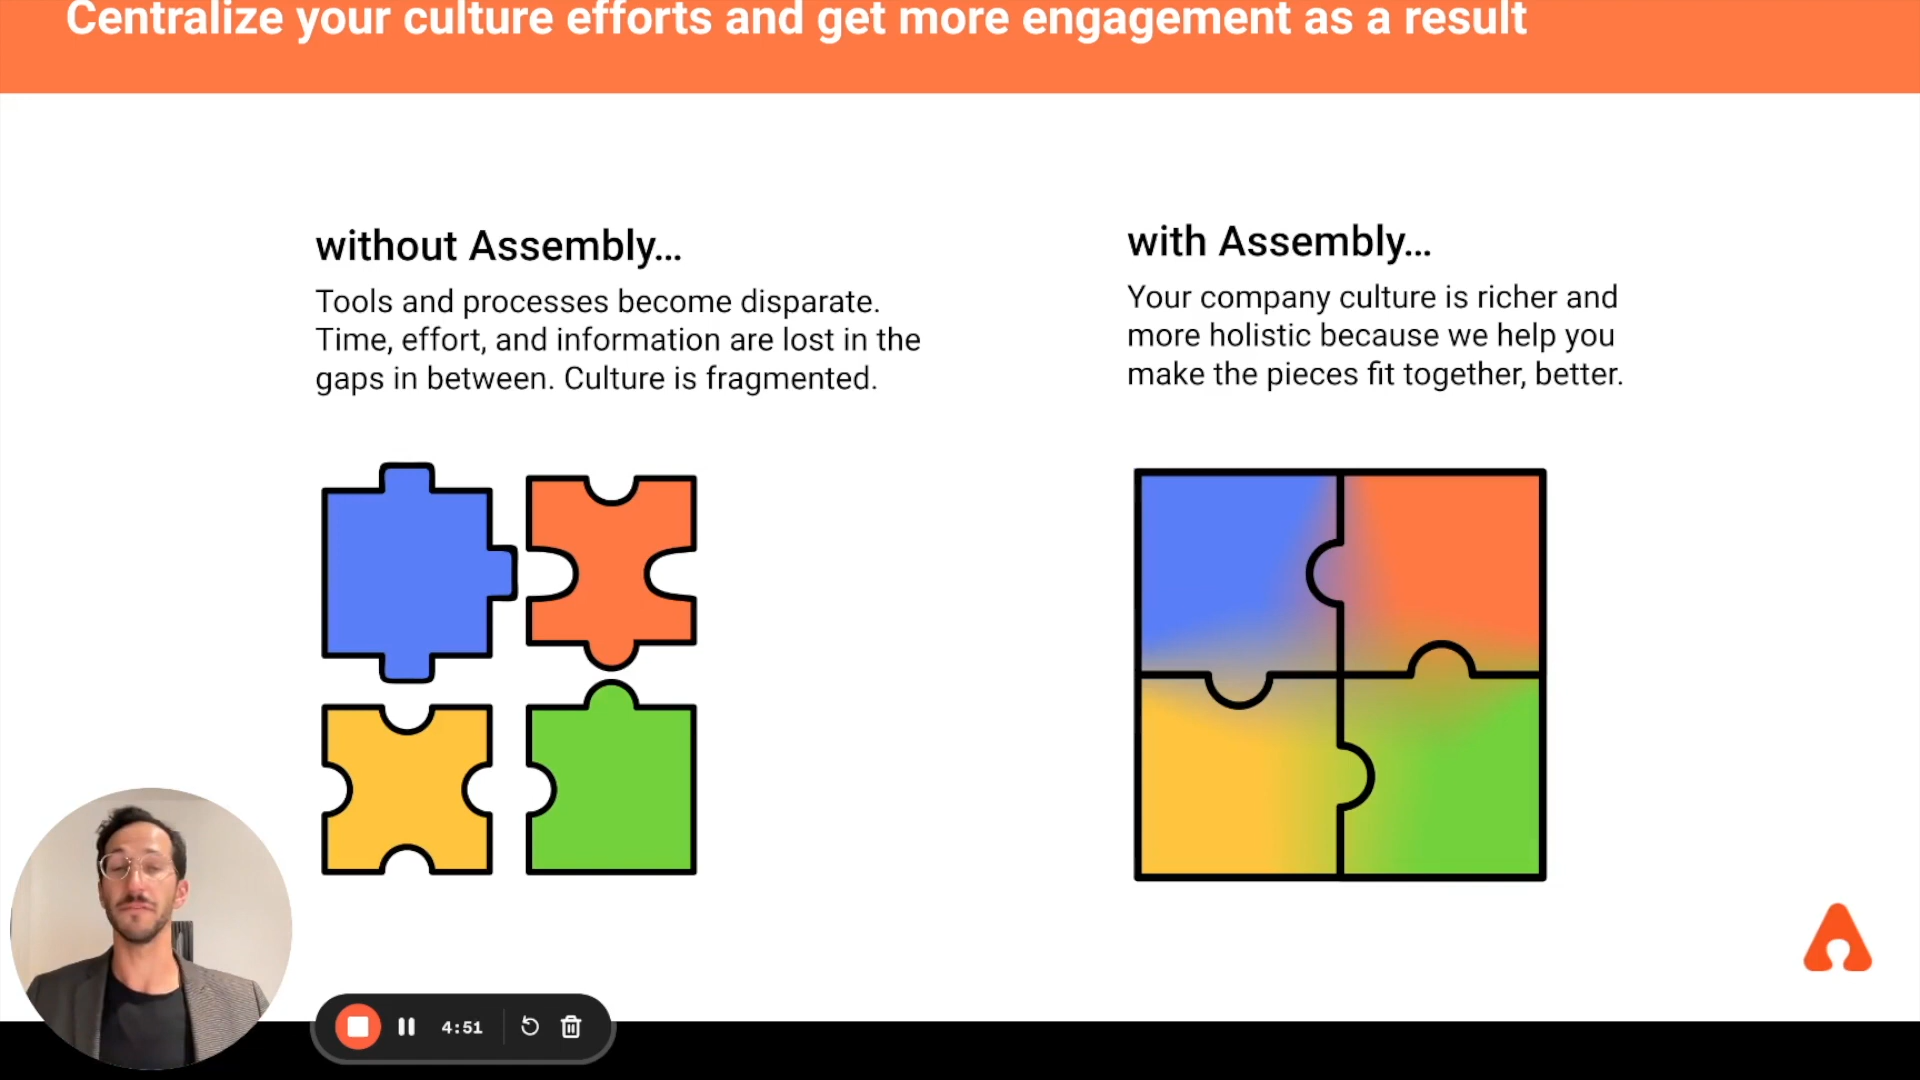 Centralize your culture efforts and get more engagement as a result
without Assembly...
Tools and processes become disparate.
Time, effort, and information are lost in the
gaps in between. Culture is fragmented.
with Assembly...
Your company culture is richer and
more holistic because we help you
make the pieces fit together, better.
4:51